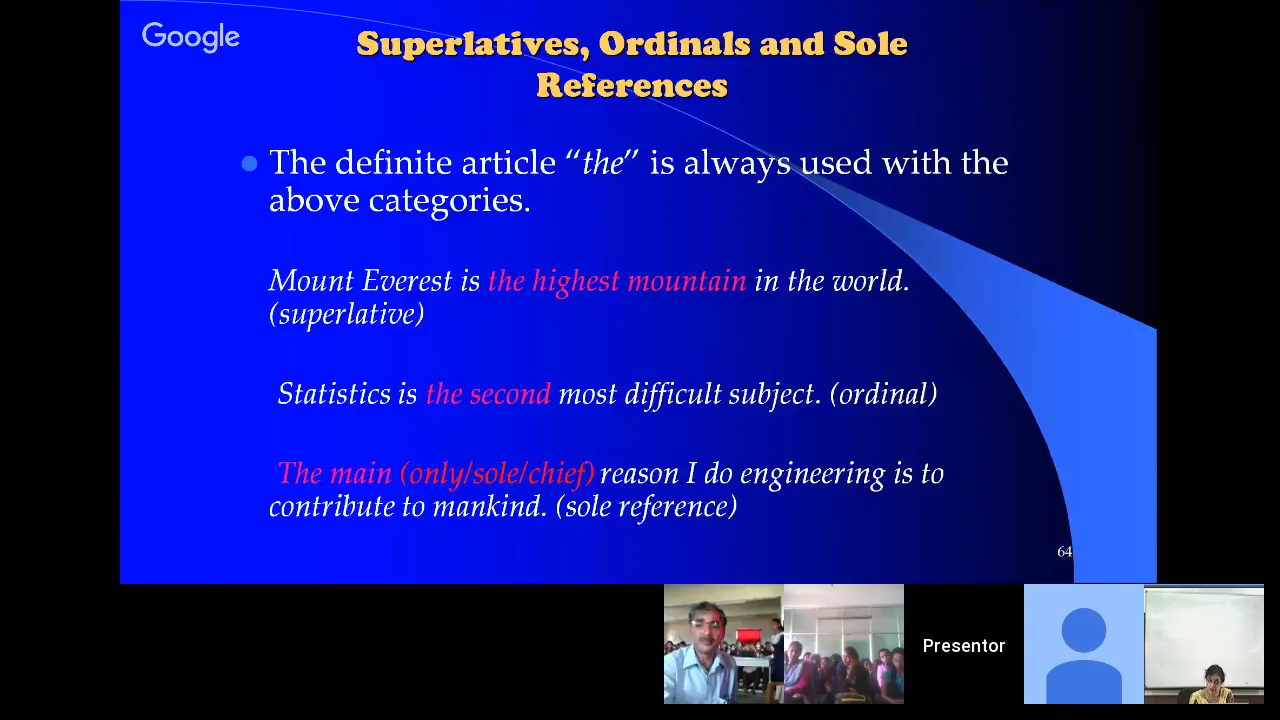 Google
Superlatives, Ordinals and Sole
References
The definite article “the” is always used with the
above categories.
Mount Everest is the highest mountain in the world.
(superlative)
Statistics is the second most difficult subject. (ordinal)
The main (only/sole/chief) reason I do engineering is to
contribute to mankind. (sole reference)
64
Presentor